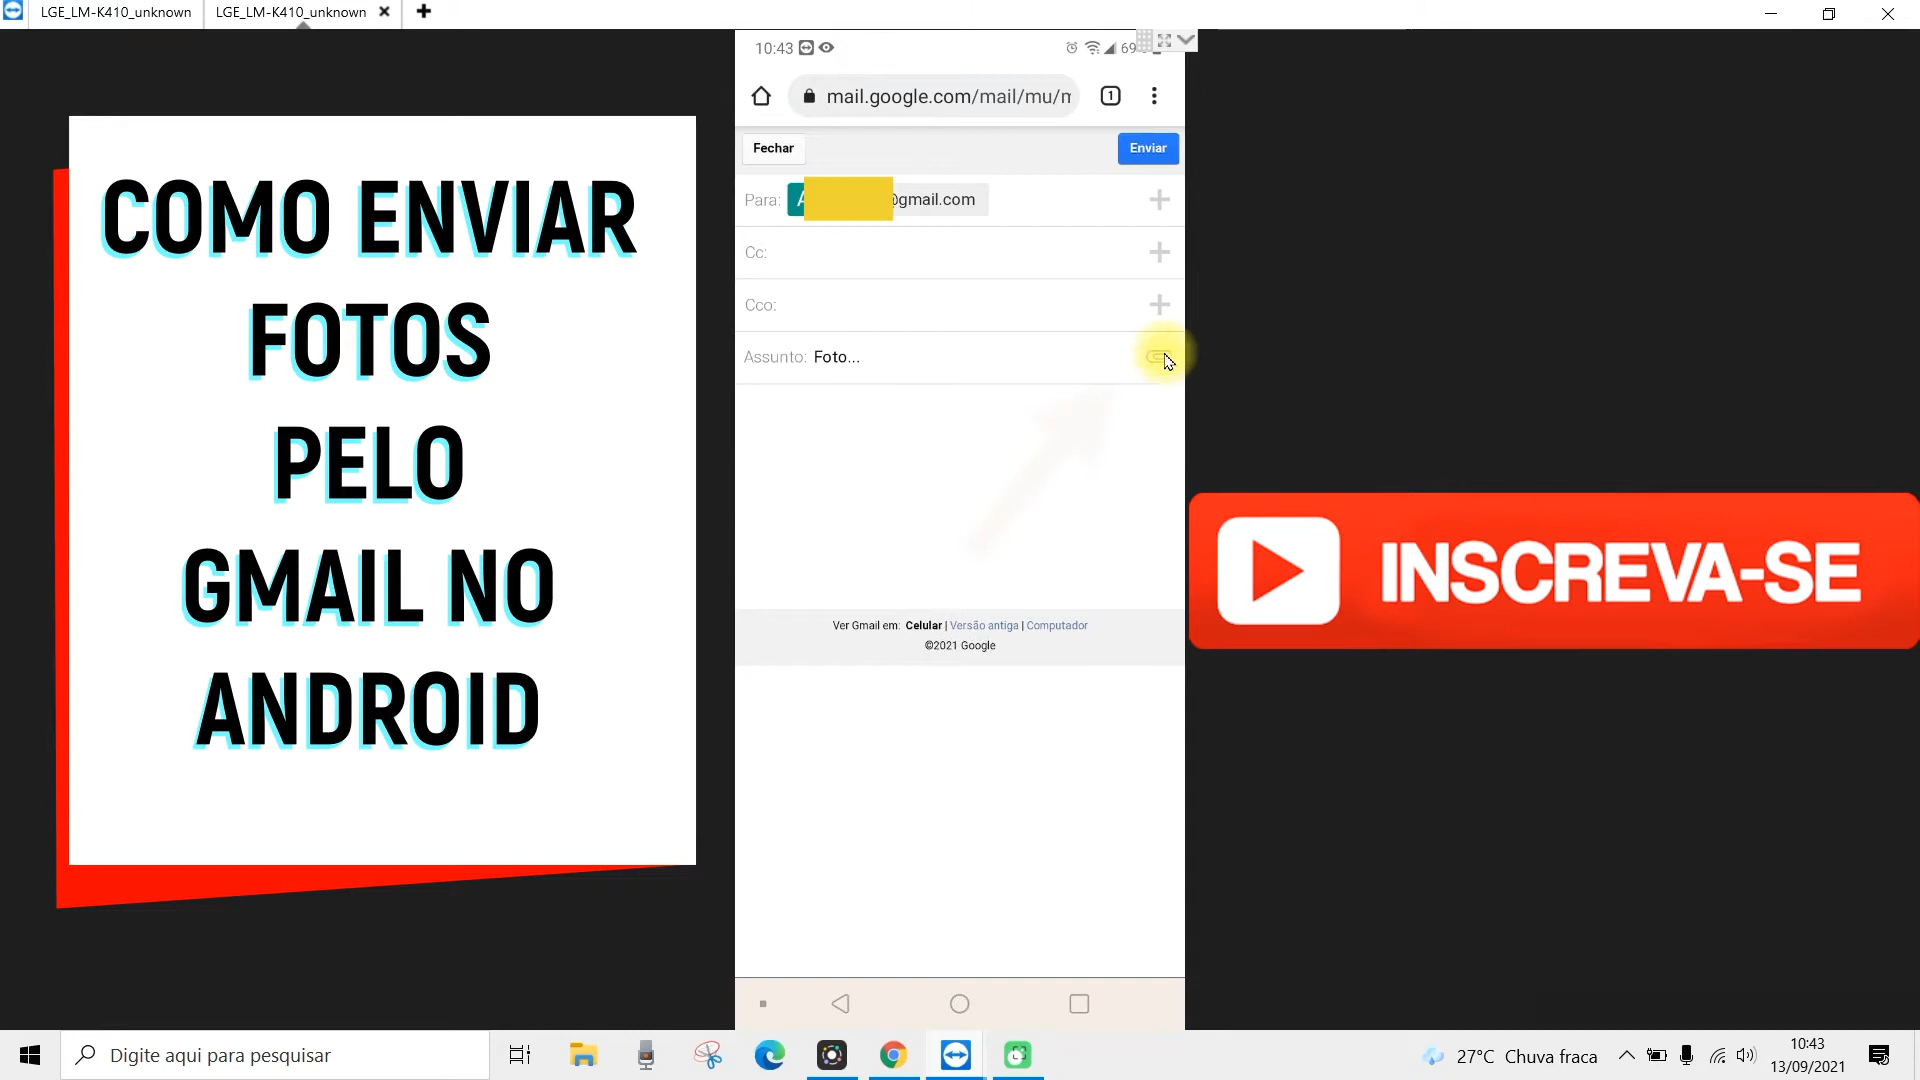 LGE_LM-K410_unknown
LGE_LM-K410_unknown
COMO ENVIAR
FOTOS
PELO
GMAIL NO
ANDROID
10:43
mail.google.com/mail/mu/m
1
Fechar
Enviar
Para:
@gmail.com
Cc:
Cco:
Assunto: Foto...
Ver Gmail em: Celular | Versão antiga | Computador
©2021 Google
INSCREVA-SE
Digite aqui para pesquisar
27°C Chuva fraca
10:43
13/09/2021